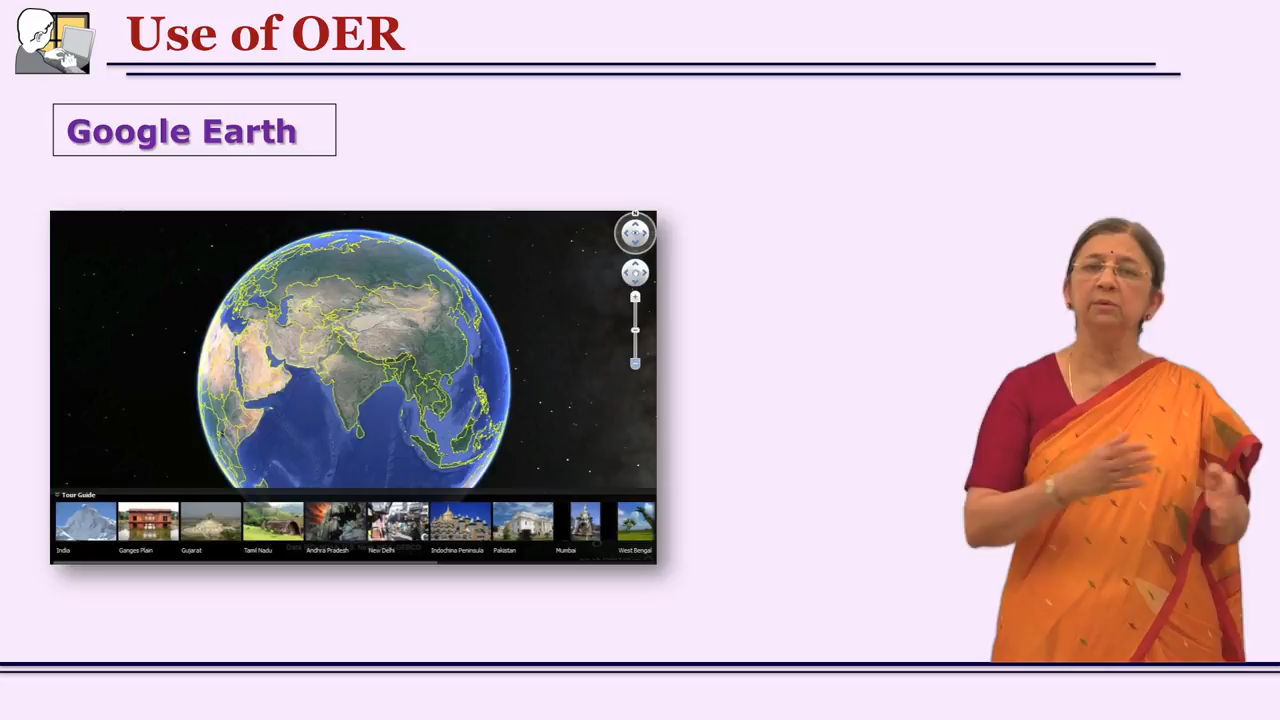 Use of OER
Google Earth
N
Tour Guide
India
Ganges Plain
Gujarat
Tamil Nadu
Andhra Pradesh
New Delhi
Indochina Peninsula
Pakistan
Mumbai
West Bengal